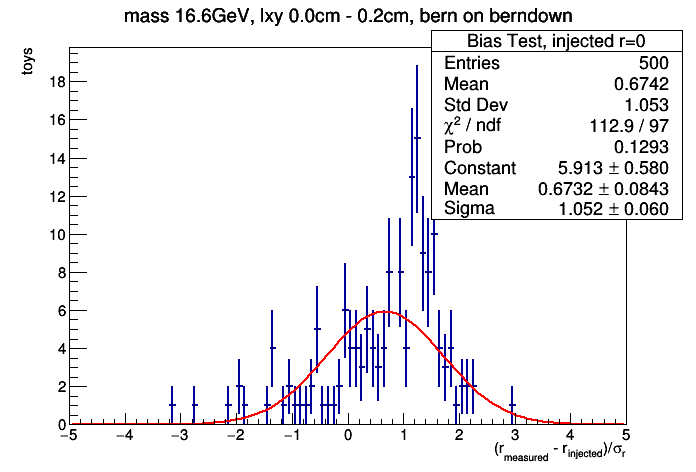 mass 16.6GeV, lxy 0.0cm - 0.2cm, bern on berndown
Bias Test, injected r=0
Entries 500
Mean 0.6742
Std Dev 1.053
χ² / ndf 112.9 / 97
Prob 0.1293
Constant 5.913 ± 0.580
Mean 0.6732 ± 0.0843
Sigma 1.052 ± 0.060
toys
18
16
14
12
10
8
6
4
2
0
−5 −4 −3 −2 −1 0 1 2 3 4 5
(r_measured - r_injected)/σ_r